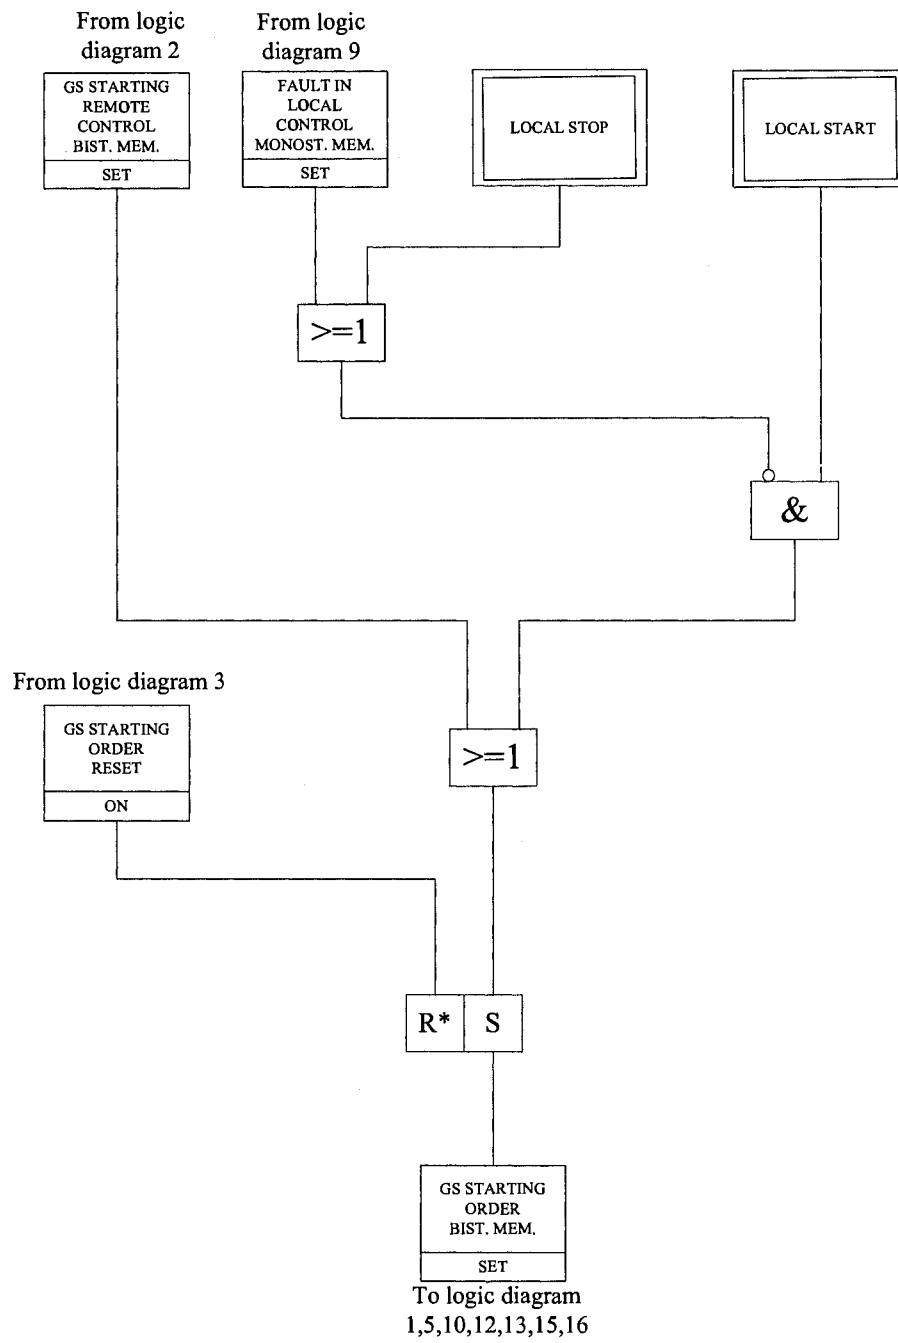 From logic
diagram 2
From logic
diagram 9
GS STARTING
REMOTE
CONTROL
BIST. MEM.
SET
FAULT IN
LOCAL
CONTROL
MONOST. MEM.
SET
LOCAL STOP
LOCAL START
>=1
&
From logic diagram 3
GS STARTING
ORDER
RESET
ON
>=1
R*
S
GS STARTING
ORDER
BIST. MEM.
SET
To logic diagram
1,5,10,12,13,15,16